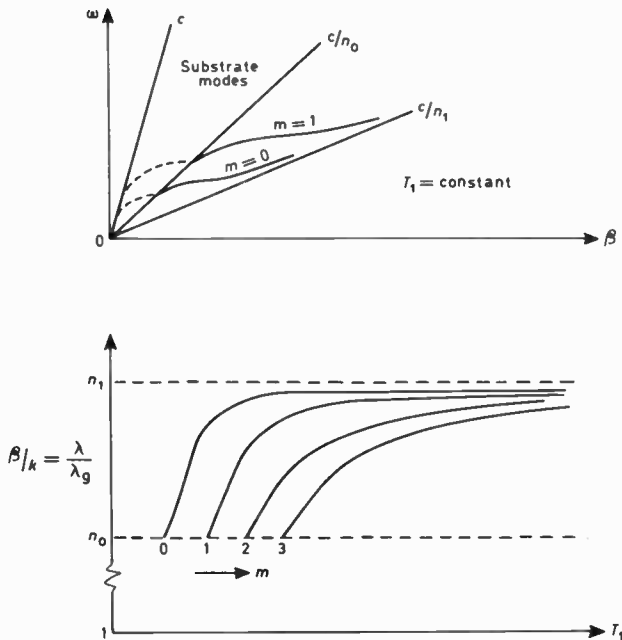 ω
c
c/n₀
Substrate
modes
c/n₁
m = 1
m = 0
T₁ = constant
0
β
n₁
β/k = λ/λg
n₀
0 1 2 3
m
1
T₁